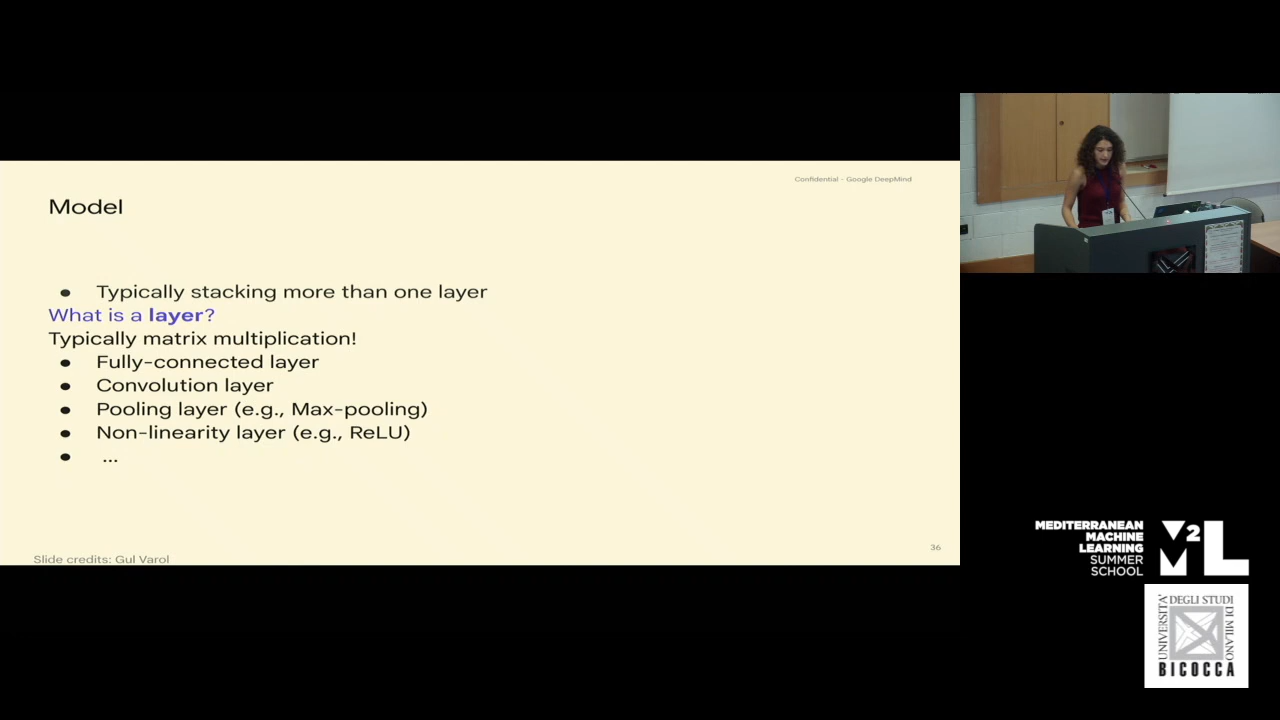 Confidential - Google DeepMind
Model
● Typically stacking more than one layer
What is a layer?
Typically matrix multiplication!
● Fully-connected layer
● Convolution layer
● Pooling layer (e.g., Max-pooling)
● Non-linearity layer (e.g., ReLU)
● ...
36
Slide credits: Gul Varol
MEDITERRANEAN
MACHINE
LEARNING
SUMMER
SCHOOL
M2L
UNIVERSITA'
DEGLI STUDI
DI MILANO
BICOCCA